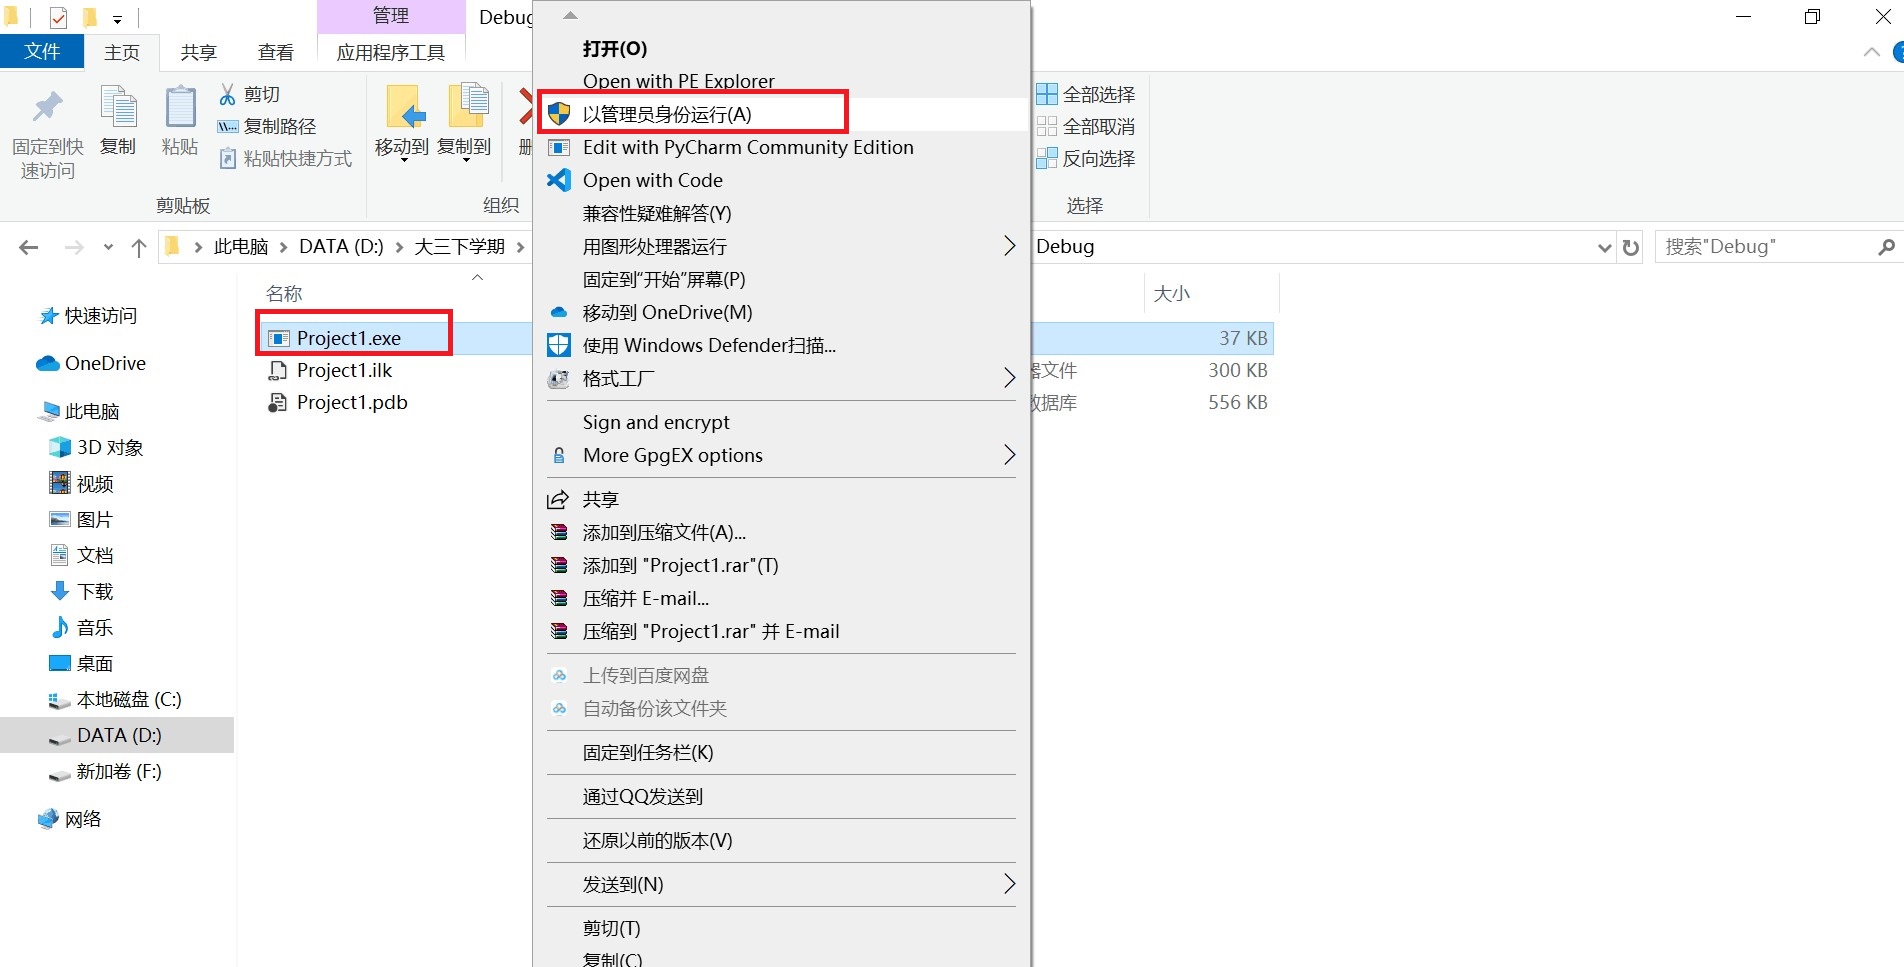 管理
Debug
文件
主页
共享
查看
应用程序工具
固定到快
速访问
复制
粘贴
剪切
复制路径
粘贴快捷方式
剪贴板
移动到
复制到
组织
全部选择
全部取消
反向选择
选择
此电脑
DATA (D:)
大三下学期
Debug
搜索"Debug"
名称
大小
Project1.exe
37 KB
Project1.ilk
器文件
300 KB
Project1.pdb
数据库
556 KB
快速访问
OneDrive
此电脑
3D 对象
视频
图片
文档
下载
音乐
桌面
本地磁盘 (C:)
DATA (D:)
新加卷 (F:)
网络
打开(O)
Open with PE Explorer
以管理员身份运行(A)
Edit with PyCharm Community Edition
Open with Code
兼容性疑难解答(Y)
用图形处理器运行
固定到“开始”屏幕(P)
移动到 OneDrive(M)
使用 Windows Defender扫描...
格式工厂
Sign and encrypt
More GpgEX options
共享
添加到压缩文件(A)...
添加到 "Project1.rar"(T)
压缩并 E-mail...
压缩到 "Project1.rar" 并 E-mail
上传到百度网盘
自动备份该文件夹
固定到任务栏(K)
通过QQ发送到
还原以前的版本(V)
发送到(N)
剪切(T)
复制(C)